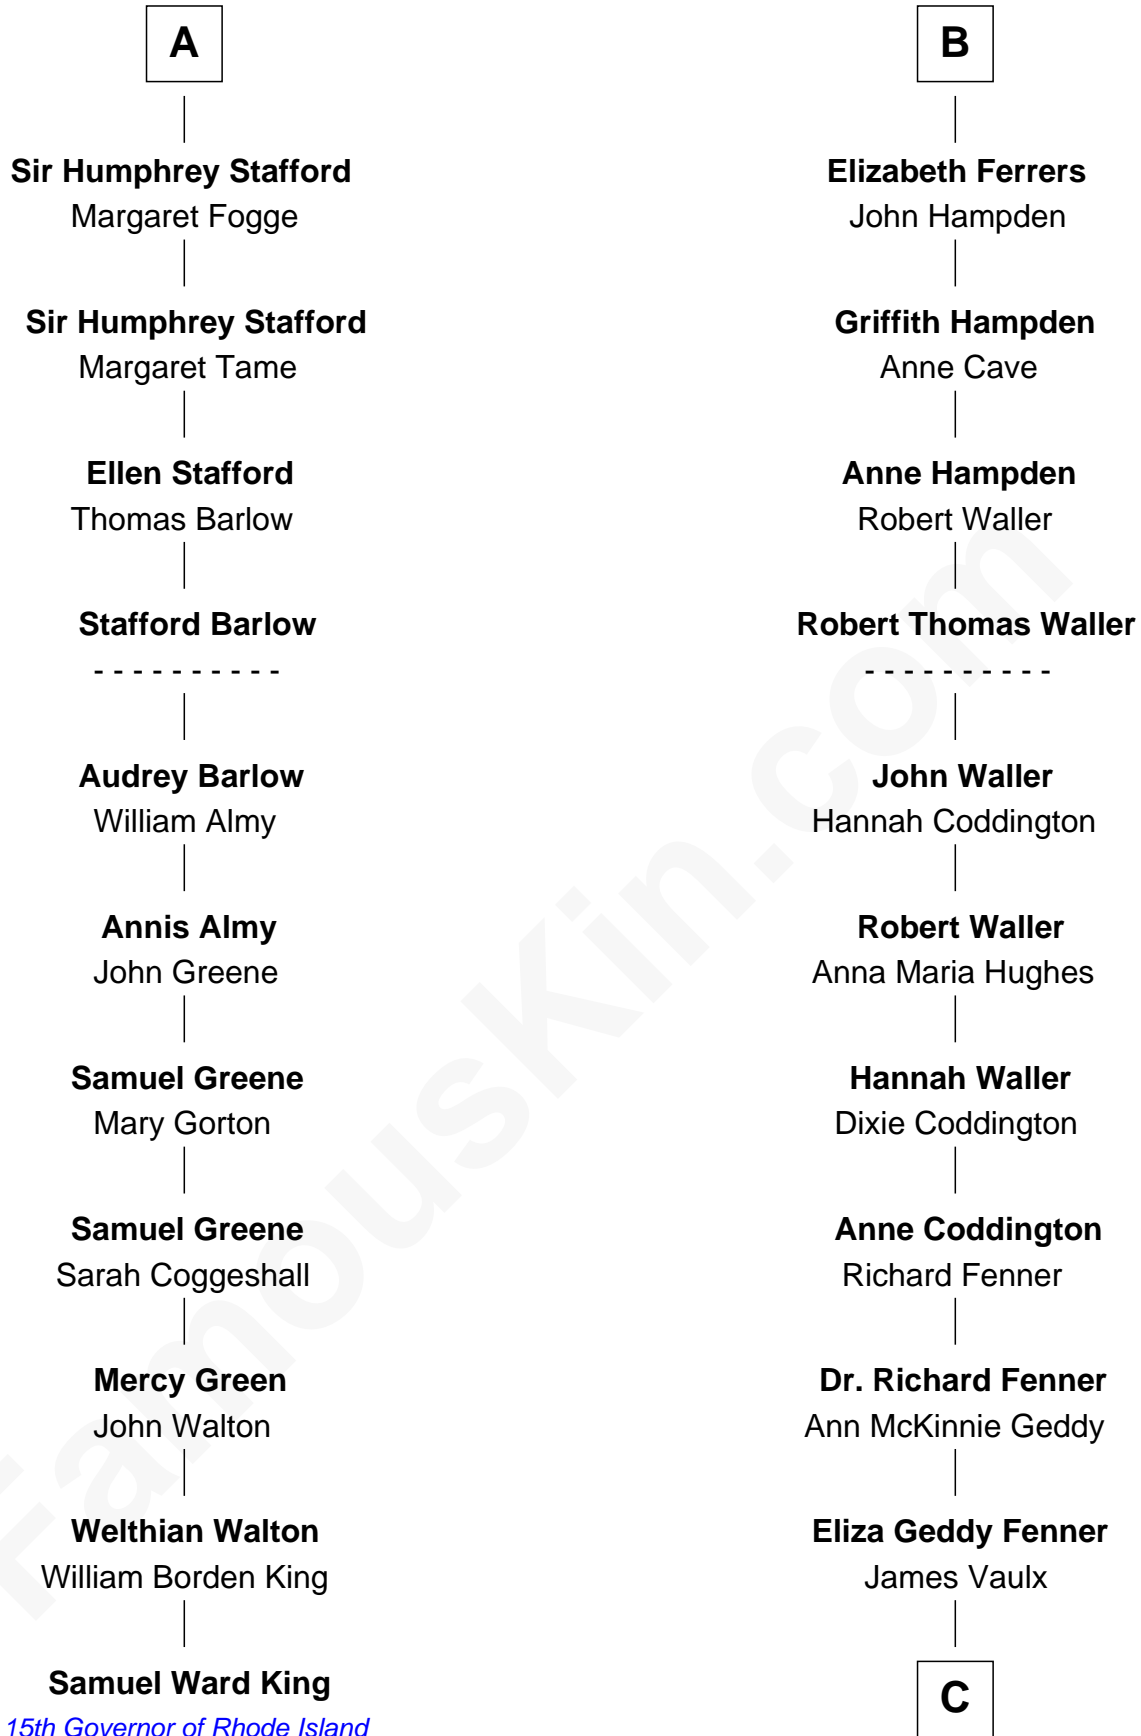 A
Sir Humphrey Stafford
Margaret Fogge
Sir Humphrey Stafford
Margaret Tame
Ellen Stafford
Thomas Barlow
Stafford Barlow
- - - - - - - - - -
Audrey Barlow
William Almy
Annis Almy
John Greene
Samuel Greene
Mary Gorton
Samuel Greene
Sarah Coggeshall
Mercy Green
John Walton
Welthian Walton
William Borden King
Samuel Ward King
15th Governor of Rhode Island
B
Elizabeth Ferrers
John Hampden
Griffith Hampden
Anne Cave
Anne Hampden
Robert Waller
Robert Thomas Waller
- - - - - - - - - -
John Waller
Hannah Coddington
Robert Waller
Anna Maria Hughes
Hannah Waller
Dixie Coddington
Anne Coddington
Richard Fenner
Dr. Richard Fenner
Ann McKinnie Geddy
Eliza Geddy Fenner
James Vaulx
C
FamousKin.com